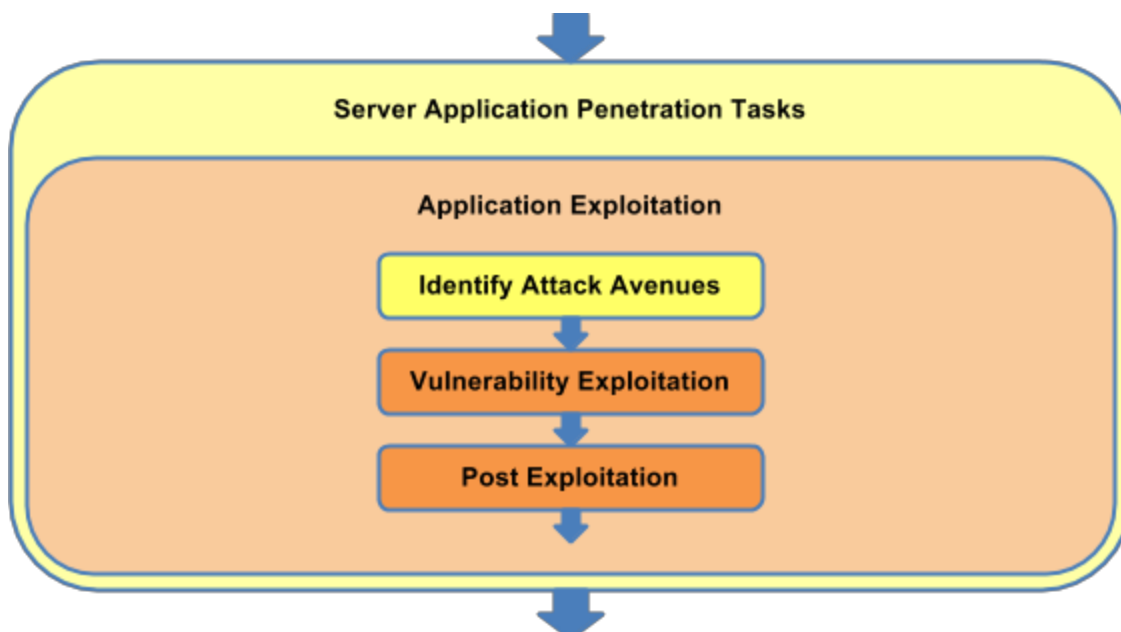 Server Application Penetration Tasks
Application Exploitation
Identify Attack Avenues
Vulnerability Exploitation
Post Exploitation